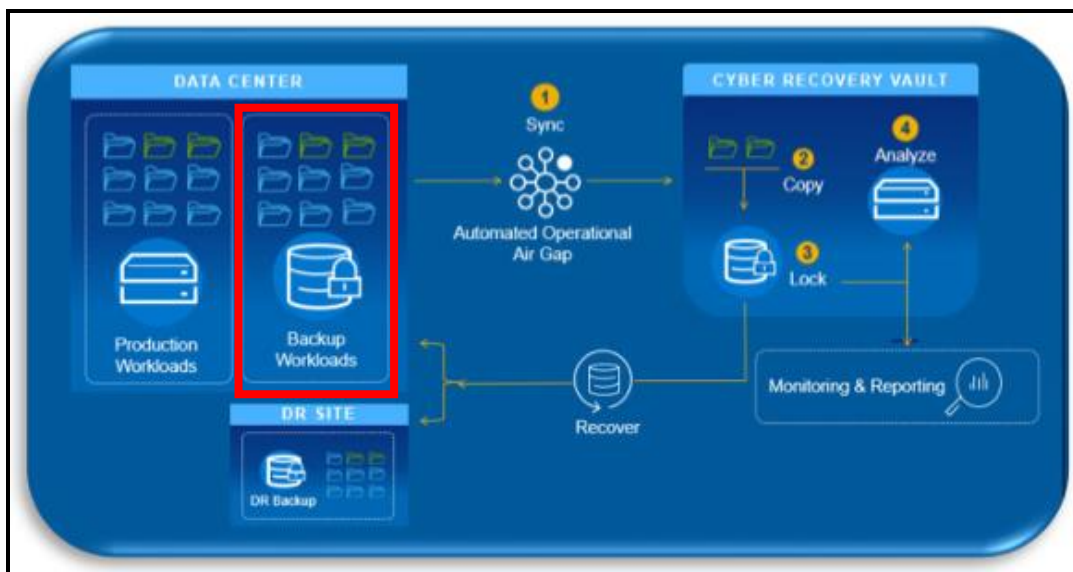 DATA CENTER
Production
Workloads
Backup
Workloads
1
Sync
Automated Operational
Air Gap
CYBER RECOVERY VAULT
2
Copy
4
Analyze
3
Lock
Monitoring & Reporting
Recover
DR SITE
DR Backup